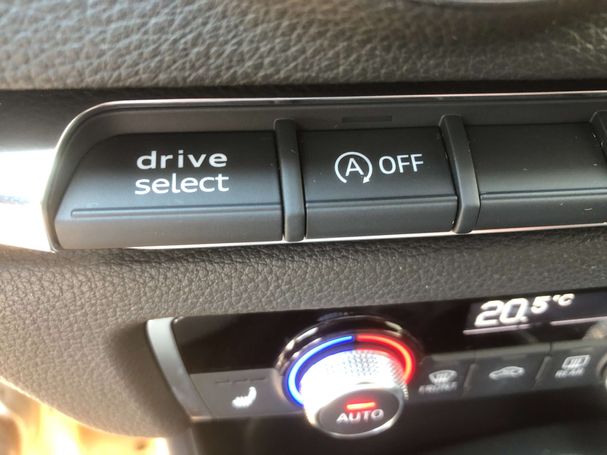 drive
select
A OFF
20.5°C
AUTO
FRONT
REAR